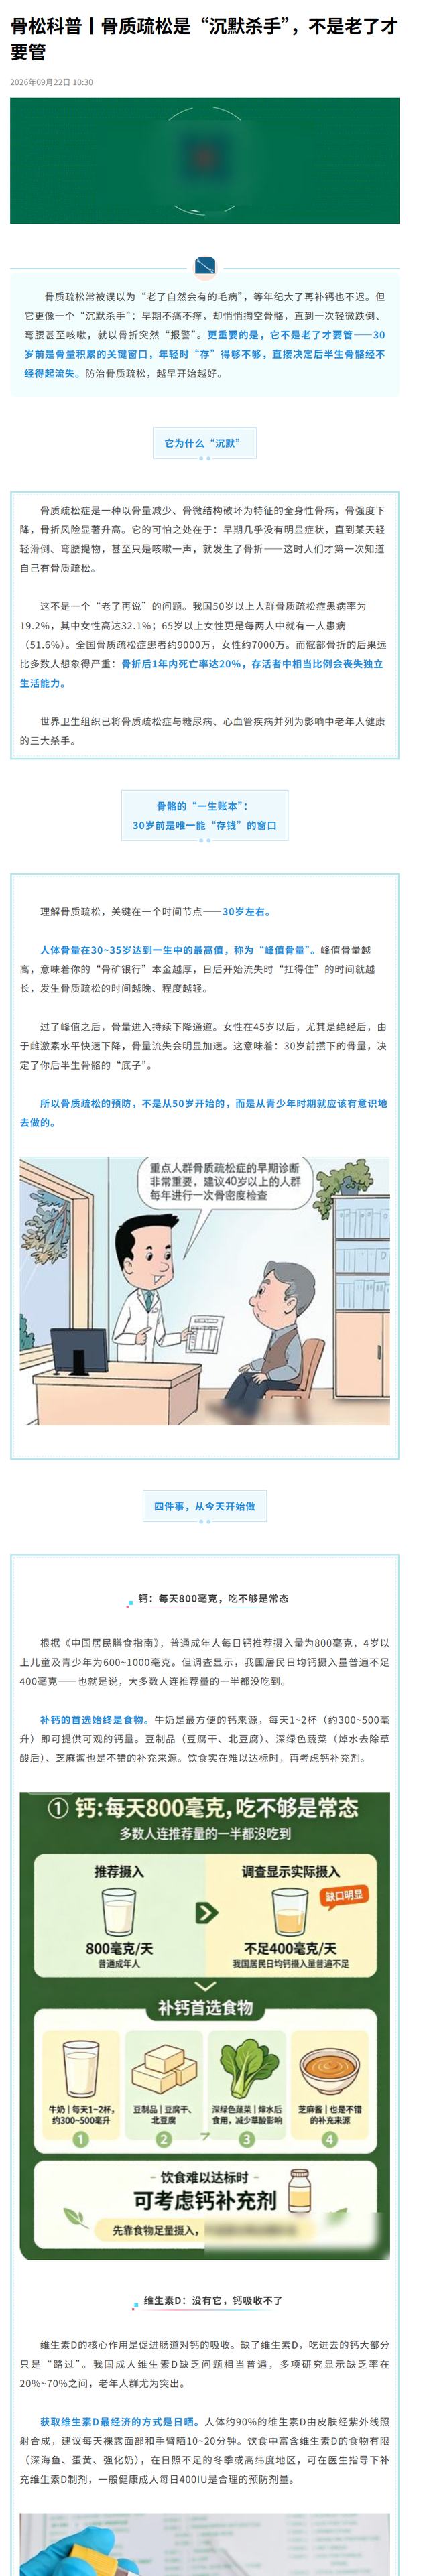 骨松科普丨骨质疏松是“沉默杀手”，不是老了才
要管
2026年09月22日 10:30
骨质疏松常被误以为“老了自然会有的毛病”，等年纪大了再补钙也不迟。但
它更像一个“沉默杀手”：早期不痛不痒，却悄悄掏空骨骼，直到一次轻微跌倒、
弯腰甚至咳嗽，就以骨折突然“报警”。更重要的是，它不是老了才要管——30
岁前是骨量积累的关键窗口，年轻时“存”得够不够，直接决定后半生骨骼经不
经得起流失。防治骨质疏松，越早开始越好。
它为什么“沉默”
骨质疏松症是一种以骨量减少、骨微结构破坏为特征的全身性骨病，骨强度下
降，骨折风险显著升高。它的可怕之处在于：早期几乎没有明显症状，直到某天轻
轻滑倒、弯腰提物，甚至只是咳嗽一声，就发生了骨折——这时人们才第一次知道
自己有骨质疏松。
这不是一个“老了再说”的问题。我国50岁以上人群骨质疏松症患病率为
19.2%，其中女性高达32.1%；65岁以上女性更是每两人中就有一人患病
（51.6%）。全国骨质疏松症患者约9000万，女性约7000万。而髋部骨折的后果远
比多数人想象得严重：骨折后1年内死亡率达20%，存活者中相当比例会丧失独立
生活能力。
世界卫生组织已将骨质疏松症与糖尿病、心血管疾病并列为影响中老年人健康
的三大杀手。
骨骼的“一生账本”：
30岁前是唯一能“存钱”的窗口
理解骨质疏松，关键在一个时间节点——30岁左右。
人体骨量在30~35岁达到一生中的最高值，称为“峰值骨量”。峰值骨量越
高，意味着你的“骨矿银行”本金越厚，日后开始流失时“扛得住”的时间就越
长，发生骨质疏松的时间越晚、程度越轻。
过了峰值之后，骨量进入持续下降通道。女性在45岁以后，尤其是绝经后，由
于雌激素水平快速下降，骨量流失会明显加速。这意味着：30岁前攒下的骨量，决
定了你后半生骨骼的“底子”。
所以骨质疏松的预防，不是从50岁开始的，而是从青少年时期就应该有意识地
去做的。
重点人群骨质疏松症的早期诊断
非常重要，建议40岁以上的人群
每年进行一次骨密度检查
四件事，从今天开始做
钙：每天800毫克，吃不够是常态
根据《中国居民膳食指南》，普通成年人每日钙推荐摄入量为800毫克，4岁以
上儿童及青少年为600~1000毫克。但调查显示，我国居民日均钙摄入量普遍不足
400毫克——也就是说，大多数人连推荐量的一半都没吃到。
补钙的首选始终是食物。牛奶是最方便的钙来源，每天1~2杯（约300~500毫
升）即可提供可观的钙量。豆制品（豆腐干、北豆腐）、深绿色蔬菜（焯水去除草
酸后）、芝麻酱也是不错的补充来源。饮食实在难以达标时，再考虑钙补充剂。
① 钙：每天800毫克，吃不够是常态
多数人连推荐量的一半都没吃到
推荐摄入
800毫克/天
普通成年人
调查显示实际摄入
缺口明显
不足400毫克/天
我国居民日均钙摄入量普遍不足
补钙首选食物
牛奶 | 每天1~2杯，
约300~500毫升
1
豆制品 | 豆腐干、
北豆腐
2
深绿色蔬菜 | 焯水后
食用，减少草酸影响
3
芝麻酱 | 也是不错
的补充来源
4
- 饮食难以达标时 -
可考虑钙补充剂
先靠食物足量摄入，
维生素D：没有它，钙吸收不了
维生素D的核心作用是促进肠道对钙的吸收。缺了维生素D，吃进去的钙大部分
只是“路过”。我国成人维生素D缺乏问题相当普遍，多项研究显示缺乏率在
20%~70%之间，老年人群尤为突出。
获取维生素D最经济的方式是日晒。人体约90%的维生素D由皮肤经紫外线照
射合成，建议每天裸露面部和手臂晒10~20分钟。饮食中富含维生素D的食物有限
（深海鱼、蛋黄、强化奶），在日照不足的冬季或高纬度地区，可在医生指导下补
充维生素D制剂，一般健康成人每日400IU是合理的预防剂量。